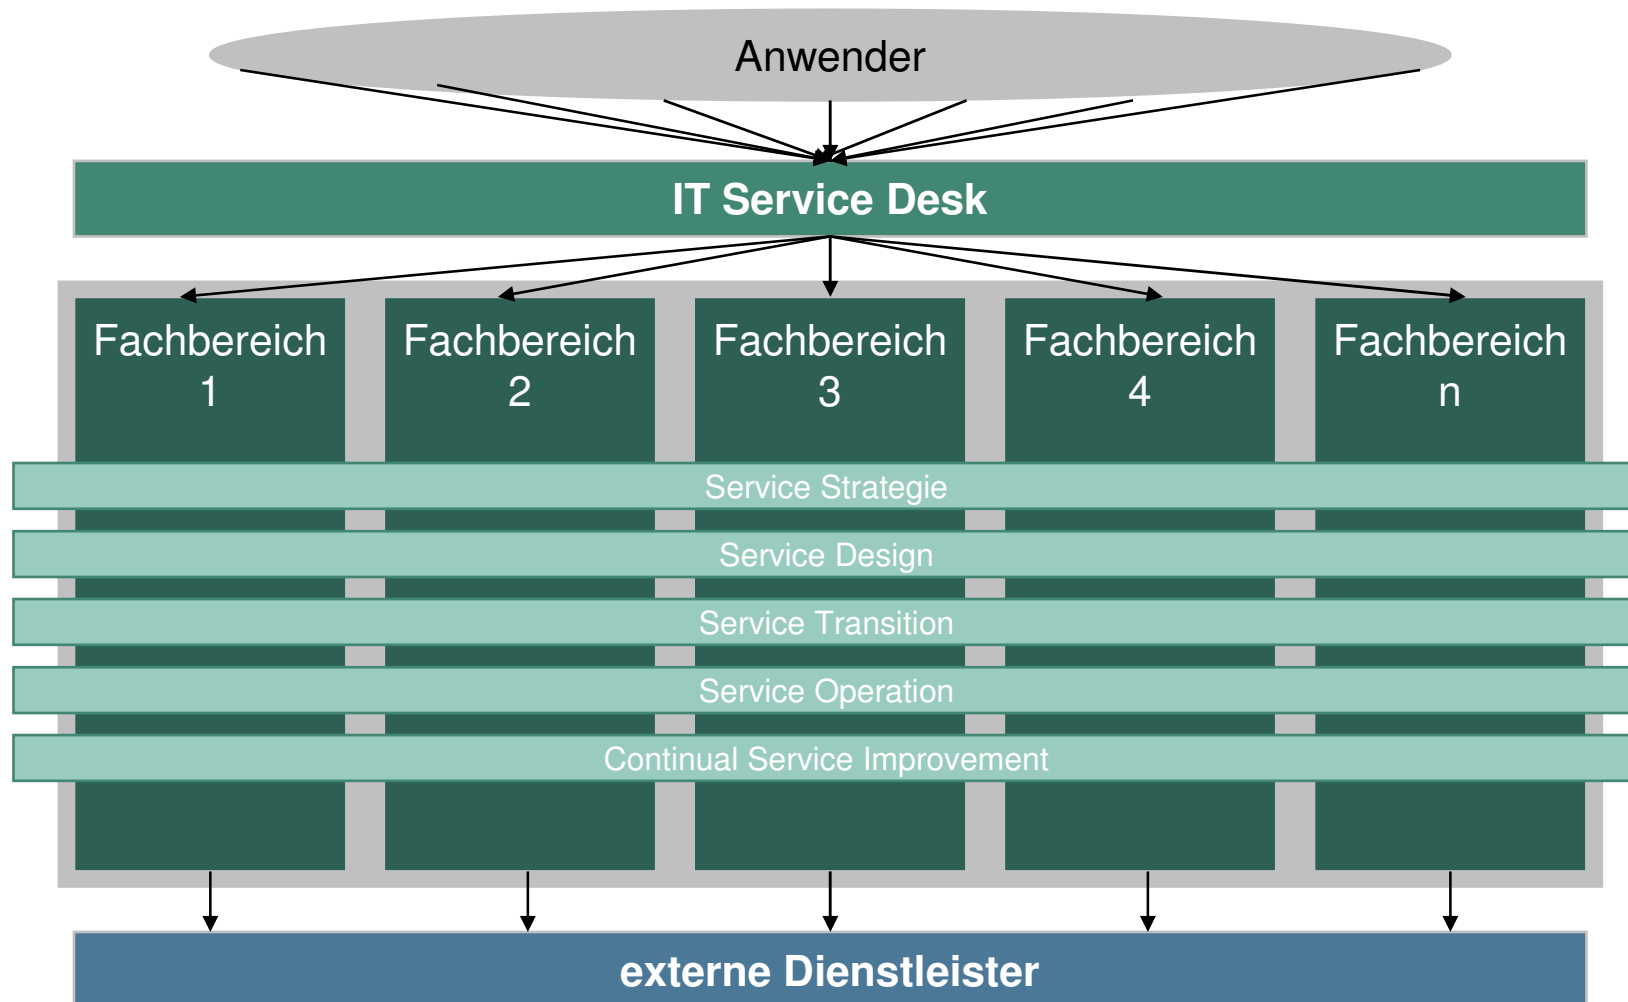 Anwender
IT Service Desk
Fachbereich
1
Fachbereich
2
Fachbereich
3
Fachbereich
4
Fachbereich
n
Service Strategie
Service Design
Service Transition
Service Operation
Continual Service Improvement
externe Dienstleister